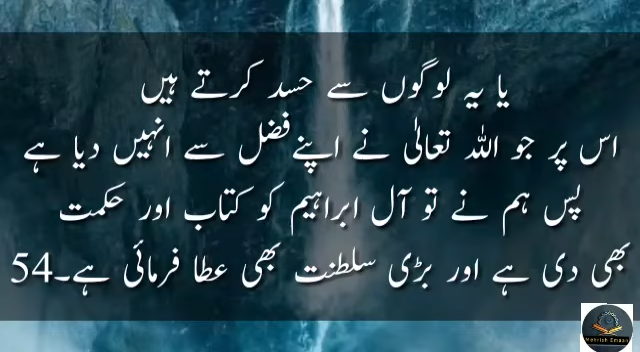 یا یہ لوگوں سے حسد کرتے ہیں
اس پر جو اللہ تعالیٰ نے اپنے فضل سے انہیں دیا ہے
پس ہم نے تو آل ابراہیم کو کتاب اور حکمت
بھی دی ہے اور بڑی سلطنت بھی عطا فرمائی ہے۔54
Mehrish Emaan